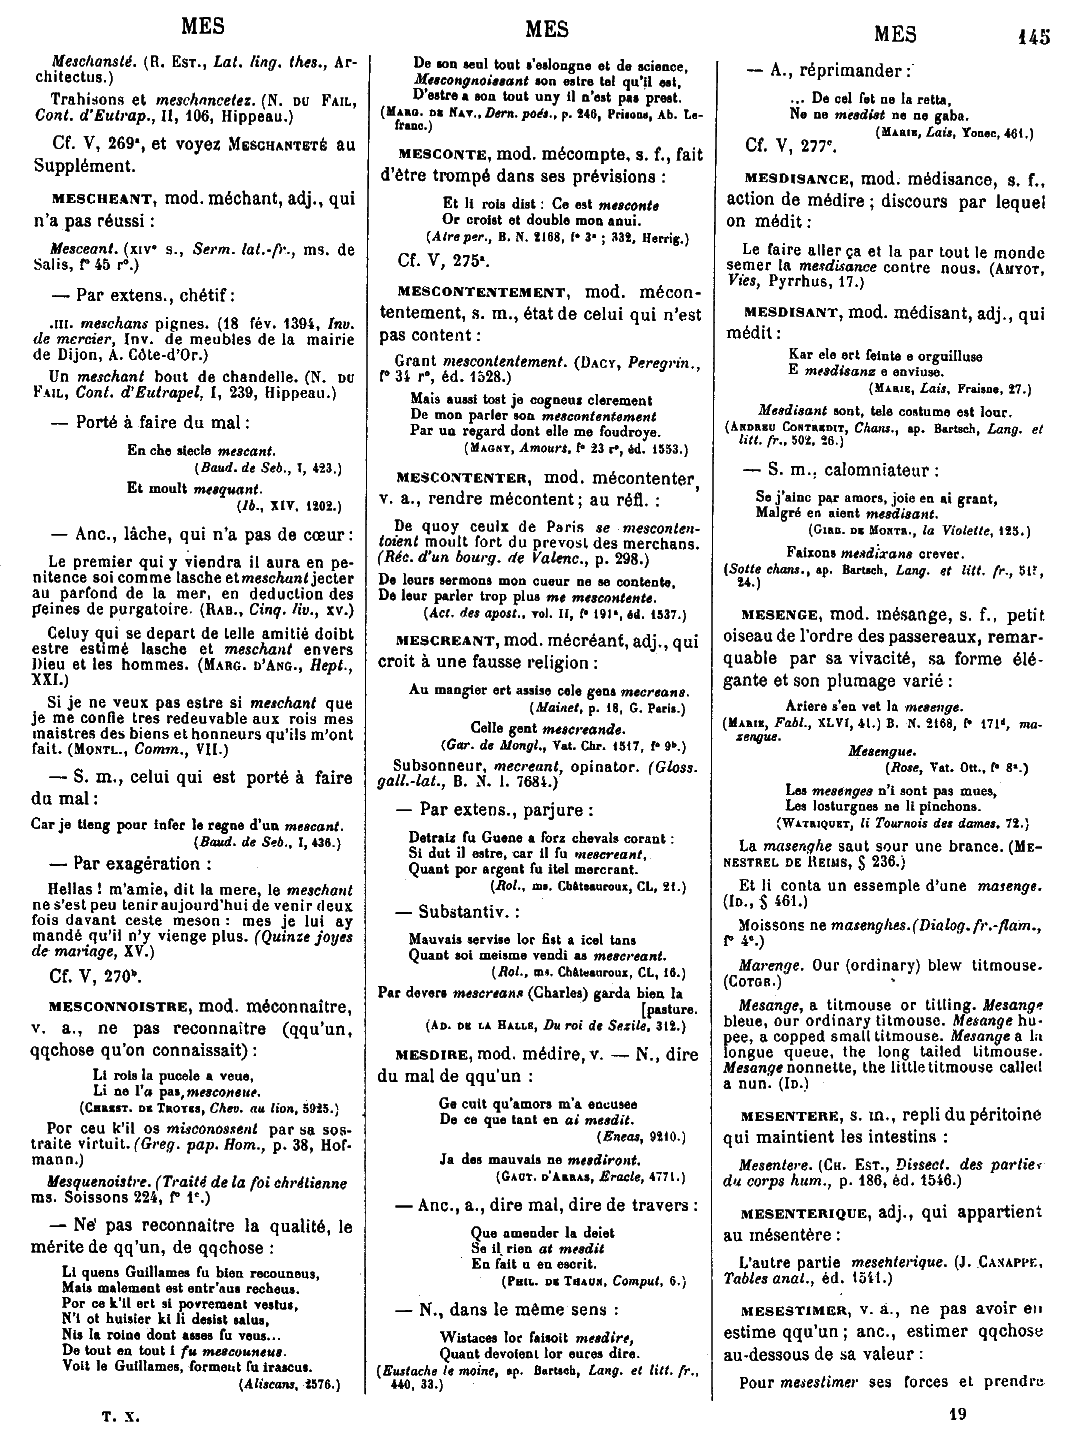 MES
MES
MES 145
Meschansté. (R. EST., Lat. ling. thes., Ar-
chitectus.)
Trahisons et meschancetez. (N. DU FAIL,
Cont. d'Eutrap., II, 106, Hippeau.)
Cf. V, 269ª, et voyez MESCHANTETÉ au
Supplément.
MESCHEANT, mod. méchant, adj., qui
n'a pas réussi :
Mesceant. (XIVᵉ s., Serm. lat.-fr., ms. de
Salis, f° 45 r°.)
— Par extens., chétif :
.III. meschans pignes. (18 fév. 1394, Inv.
de mercier, Inv. de meubles de la mairie
de Dijon, A. Côte-d'Or.)
Un meschant bout de chandelle. (N. DU
FAIL, Cont. d'Eutrapel, I, 239, Hippeau.)
— Porté à faire du mal :
En che siecle mescant.
(Baud. de Seb., I, 423.)
Et moult mesquant.
(Ib., XIV, 1202.)
— Anc., lâche, qui n'a pas de cœur :
Le premier qui y viendra il aura en pe-
nitence soi comme lasche et meschant jecter
au parfond de la mer, en deduction des
peines de purgatoire. (RAB., Cinq. liv., XV.)
Celuy qui se depart de telle amitié doibt
estre estimé lasche et meschant envers
Dieu et les hommes. (MARG. D'ANG., Hept.,
XXI.)
Si je ne veux pas estre si meschant que
je me confie tres redeuvable aux rois mes
maistres des biens et honneurs qu'ils m'ont
fait. (MONTL., Comm., VII.)
— S. m., celui qui est porté à faire
du mal :
Car je tieng pour infer le regne d'un mescant.
(Baud. de Seb., I, 436.)
— Par exagération :
Hellas ! m'amie, dit la mere, le meschant
ne s'est peu tenir aujourd'hui de venir deux
fois davant ceste meson : mes je lui ay
mandé qu'il n'y vienge plus. (Quinze joyes
de mariage, XV.)
Cf. V, 270ᵇ.
MESCONNOISTRE, mod. méconnaître,
v. a., ne pas reconnaître (qqu'un,
qqchose qu'on connaissait) :
Li rois la pucele a veue,
Li ne l'a pas mesconeue.
(CHREST. DE TROYES, Chev. au lion, 5925.)
Por ceu k'il os misconossent par sa sos-
traite virtuit. (Greg. pap. Hom., p. 38, Hof-
mann.)
Mesquenoistre. (Traité de la foi chrétienne
ms. Soissons 224, f° 1ᶜ.)
— Ne pas reconnaitre la qualité, le
mérite de qq'un, de qqchose :
Li quens Guillames fu bien recouneus,
Mais malement est entr'aus recheus.
Por ce k'il ert si povrement vestus,
N'i ot huisier ki li desist salus,
Nis la roine dont asses fu veus...
De tout en tout i fu mescouneus.
Voit le Guillames, forment fu irascus.
(Aliscans, 2576.)
T. X.
De son seul tout s'eslongne et de science,
Mescongnoissant son estre tel qu'il est,
D'estre a son tout uny il n'est pas prest.
(MARG. DE NAV., Dern. poés., p. 246, Prisons, Ab. Le-
franc.)
MESCONTE, mod. mécompte, s. f., fait
d'être trompé dans ses prévisions :
Et li rois dist : Ce est mesconte
Or croist et double mon anui.
(Atre per., B. N. 2168, f° 3ᵃ ; 332, Herrig.)
Cf. V, 275ᵃ.
MESCONTENTEMENT, mod. mécon-
tentement, s. m., état de celui qui n'est
pas content :
Grant mescontentement. (DACY, Peregrin.,
f° 34 r°, éd. 1528.)
Mais aussi tost je cogneuz clerement
De mon parler son mescontentement
Par un regard dont elle me foudroye.
(MAGNY, Amours, f° 23 r°, éd. 1553.)
MESCONTENTER, mod. mécontenter,
v. a., rendre mécontent ; au réfl. :
De quoy ceulx de Paris se mesconten-
toient moult fort du prevost des merchans.
(Réc. d'un bourg. de Valenc., p. 298.)
De leurs sermons mon cueur ne se contente,
De leur parler trop plus me mescontente.
(Act. des apost., vol. II, f° 191ᵃ, éd. 1537.)
MESCREANT, mod. mécréant, adj., qui
croit à une fausse religion :
Au mangier ert assise cele gens mecreans.
(Mainet, p. 18, G. Paris.)
Celle gent mescreande.
(Gar. de Mongl., Vat. Chr. 1517, f° 9ᵇ.)
Subsonneur, mecreant, opinator. (Gloss.
gall.-lat., B. N. l. 7684.)
— Par extens., parjure :
Detraiz fu Guene a forz chevals corant :
Si dut il estre, car il fu mescreant,
Quant por argent fu itel mercrant.
(Rol., ms. Châteauroux, CL, 21.)
— Substantiv. :
Mauvais servise lor fist a icel tans
Quant soi meisme vendi as mescreant.
(Rol., ms. Châteauroux, CL, 16.)
Par devers mescreans (Charles) garda bien la
[pasture.
(AD. DE LA HALLE, Du roi de Sezile, 312.)
MESDIRE, mod. médire, v. — N., dire
du mal de qqu'un :
Ge cuit qu'amors m'a encusee
De ce que tant en ai mesdit.
(Eneas, 9210.)
Ja des mauvais ne mesdiront.
(GAUT. D'ARRAS, Eracle, 4771.)
— Anc., a., dire mal, dire de travers :
Que amender la deiet
Se il rien at mesdit
En fait u en escrit.
(PHIL. DE THAUN, Comput, 6.)
— N., dans le même sens :
Wistaces lor faisoit mesdire,
Quant devoient lor eures dire.
(Eustache le moine, ap. Bartsch, Lang. et litt. fr.,
440, 33.)
— A., réprimander :
... De cel fet ne la retta,
Ne ne mesdist ne ne gaba.
(MARIE, Lais, Yonec, 461.)
Cf. V, 277ᶜ.
MESDISANCE, mod. médisance, s. f.,
action de médire ; discours par lequel
on médit :
Le faire aller ça et la par tout le monde
semer la mesdisance contre nous. (AMYOT,
Vies, Pyrrhus, 17.)
MESDISANT, mod. médisant, adj., qui
médit :
Kar ele ert feinte e orguilluse
E mesdisanz e enviuse.
(MARIE, Lais, Fraisne, 27.)
Mesdisant sont, tele costume est lour.
(ANDREU CONTREDIT, Chans., ap. Bartsch, Lang. et
litt. fr., 502, 26.)
— S. m., calomniateur :
Se j'ainc par amors, joie en ai grant,
Malgré en aient mesdisant.
(GIRB. DE MONTR., la Violette, 125.)
Faixons mesdixans crever.
(Sotte chans., ap. Bartsch, Lang. et litt. fr., 517,
24.)
MESENGE, mod. mésange, s. f., petit
oiseau de l'ordre des passereaux, remar-
quable par sa vivacité, sa forme élé-
gante et son plumage varié :
Ariere s'en vet la mesenge.
(MARIE, Fabl., XLVI, 41.) B. N. 2168, f° 171ᵈ, ma-
zengue.
Mesengue.
(Rose, Vat. Ott., f° 8ᵃ.)
Les mesenges n'i sont pas mues,
Les losturgnes ne li pinchons.
(WATRIQUET, li Tournois des dames, 72.)
La masenghe saut sour une brance. (ME-
NESTREL DE REIMS, § 236.)
Et li conta un essemple d'une masenge.
(ID., § 461.)
Moissons ne masenghes. (Dialog. fr.-flam.,
f° 4ᶜ.)
Marenge. Our (ordinary) blew titmouse.
(COTGR.)
Mesange, a titmouse or titling. Mesange
bleue, our ordinary titmouse. Mesange hu-
pee, a copped small titmouse. Mesange a la
longue queue, the long tailed titmouse.
Mesange nonnette, the little titmouse called
a nun. (ID.)
MESENTERE, s. m., repli du péritoine
qui maintient les intestins :
Mesentere. (CH. EST., Dissect. des parties
du corps hum., p. 186, éd. 1546.)
MESENTERIQUE, adj., qui appartient
au mésentère :
L'autre partie mesenterique. (J. CANAPPE,
Tables anal., éd. 1541.)
MESESTIMER, v. a., ne pas avoir en
estime qqu'un ; anc., estimer qqchose
au-dessous de sa valeur :
Pour mesestimer ses forces et prendre
19